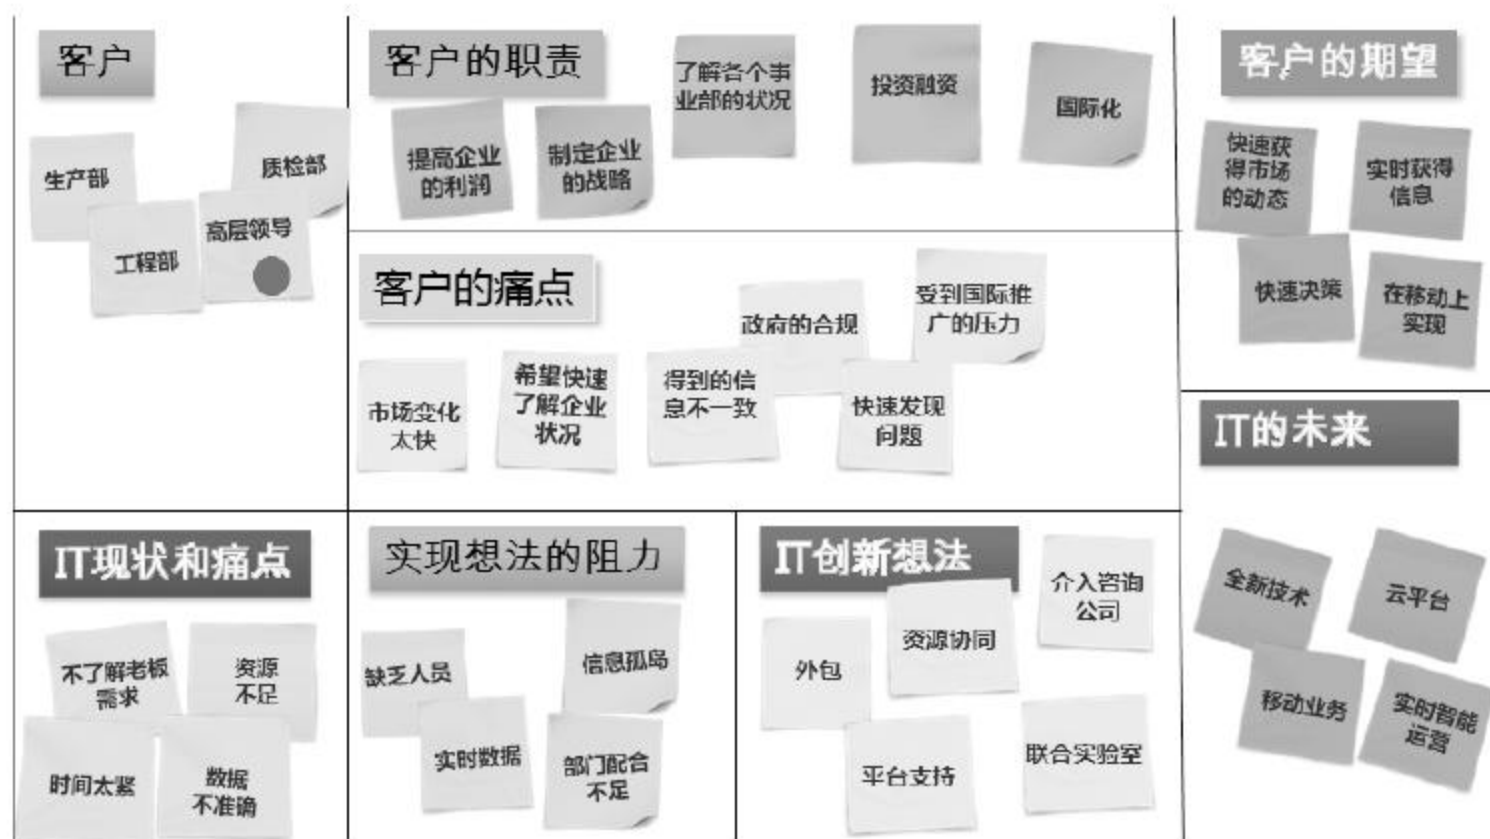 客户
生产部
质检部
工程部
高层领导
客户的职责
提高企业
的利润
制定企业
的战略
了解各个事
业部的状况
投资融资
国际化
客户的期望
快速获
得市场
的动态
实时获得
信息
快速决策
在移动上
实现
客户的痛点
市场变化
太快
希望快速
了解企业
状况
得到的信
息不一致
政府的合规
快速发现
问题
受到国际推
广的压力
IT的未来
全新技术
云平台
移动业务
实时智能
运营
IT现状和痛点
不了解老板
需求
资源
不足
时间太紧
数据
不准确
实现想法的阻力
缺乏人员
信息孤岛
实时数据
部门配合
不足
IT创新想法
外包
资源协同
介入咨询
公司
平台支持
联合实验室